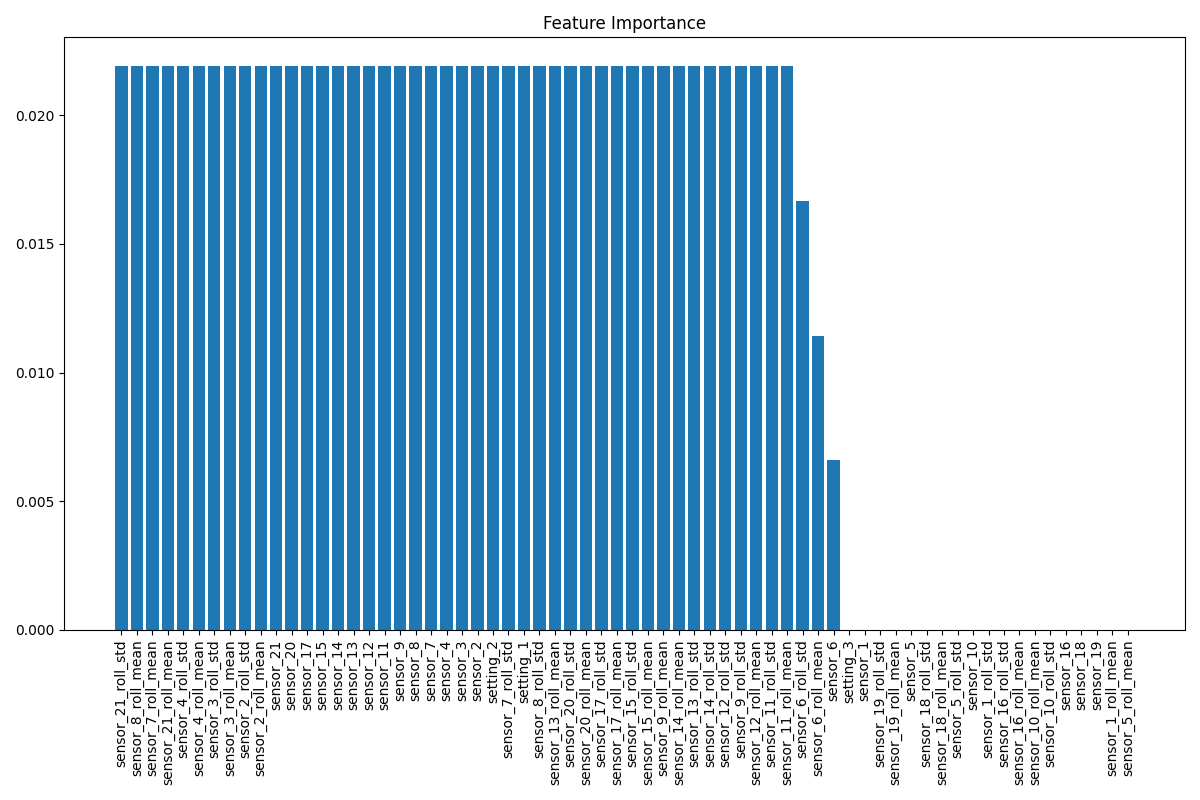 Feature Importance
0.020
0.015
0.010
0.005
0.000
sensor_21_roll_std
sensor_8_roll_mean
sensor_7_roll_mean
sensor_21_roll_mean
sensor_4_roll_std
sensor_4_roll_mean
sensor_3_roll_std
sensor_3_roll_mean
sensor_2_roll_std
sensor_2_roll_mean
sensor_21
sensor_20
sensor_17
sensor_15
sensor_14
sensor_13
sensor_12
sensor_11
sensor_9
sensor_8
sensor_7
sensor_4
sensor_3
sensor_2
setting_2
sensor_7_roll_std
setting_1
sensor_8_roll_std
sensor_13_roll_mean
sensor_20_roll_std
sensor_20_roll_mean
sensor_17_roll_std
sensor_17_roll_mean
sensor_15_roll_std
sensor_15_roll_mean
sensor_9_roll_mean
sensor_14_roll_mean
sensor_13_roll_std
sensor_14_roll_std
sensor_12_roll_std
sensor_9_roll_std
sensor_12_roll_mean
sensor_11_roll_std
sensor_11_roll_mean
sensor_6_roll_std
sensor_6_roll_mean
sensor_6
setting_3
sensor_1
sensor_19_roll_std
sensor_19_roll_mean
sensor_5
sensor_18_roll_std
sensor_18_roll_mean
sensor_5_roll_std
sensor_10
sensor_1_roll_std
sensor_16_roll_std
sensor_16_roll_mean
sensor_10_roll_mean
sensor_10_roll_std
sensor_16
sensor_18
sensor_19
sensor_1_roll_mean
sensor_5_roll_mean